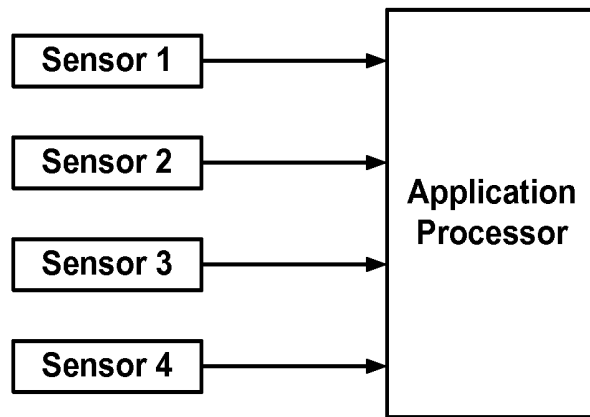 Sensor 1
Sensor 2
Sensor 3
Sensor 4
Application
Processor